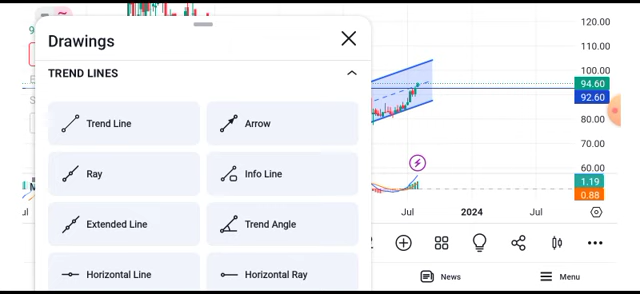 Drawings
TREND LINES
Trend Line
Arrow
Ray
Info Line
Extended Line
Trend Angle
Horizontal Line
Horizontal Ray
120.00
110.00
100.00
94.60
92.60
80.00
70.00
60.00
1.19
0.88
Jul
2024
Jul
News
Menu